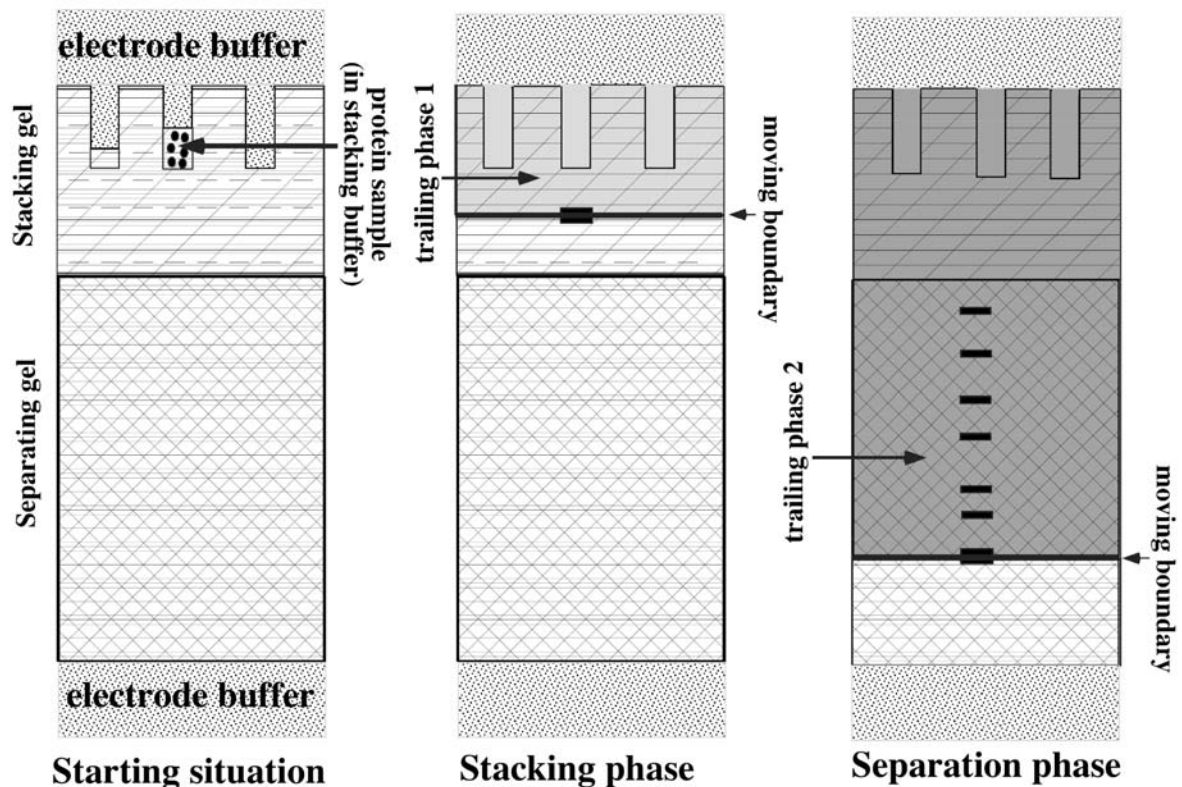 electrode buffer
Stacking gel
protein sample
(in stacking buffer)
Separating gel
electrode buffer
Starting situation
trailing phase 1
moving boundary
Stacking phase
trailing phase 2
moving boundary
Separation phase